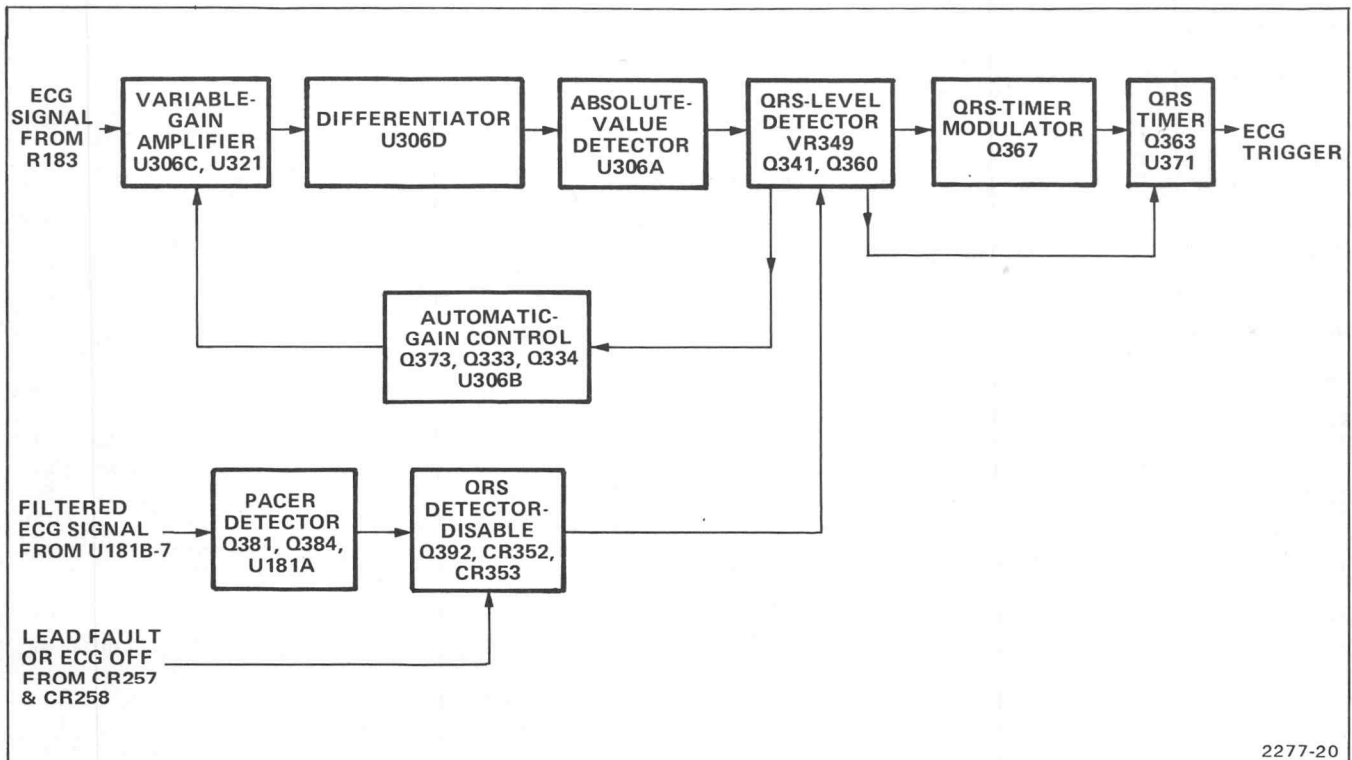 ECG
SIGNAL
FROM
R183
VARIABLE-
GAIN
AMPLIFIER
U306C, U321
DIFFERENTIATOR
U306D
ABSOLUTE-
VALUE
DETECTOR
U306A
QRS-LEVEL
DETECTOR
VR349
Q341, Q360
QRS-TIMER
MODULATOR
Q367
QRS
TIMER
Q363
U371
ECG
TRIGGER
AUTOMATIC-
GAIN CONTROL
Q373, Q333, Q334
U306B
FILTERED
ECG SIGNAL
FROM U181B-7
PACER
DETECTOR
Q381, Q384,
U181A
QRS
DETECTOR-
DISABLE
Q392, CR352,
CR353
LEAD FAULT
OR ECG OFF
FROM CR257
& CR258
2277-20